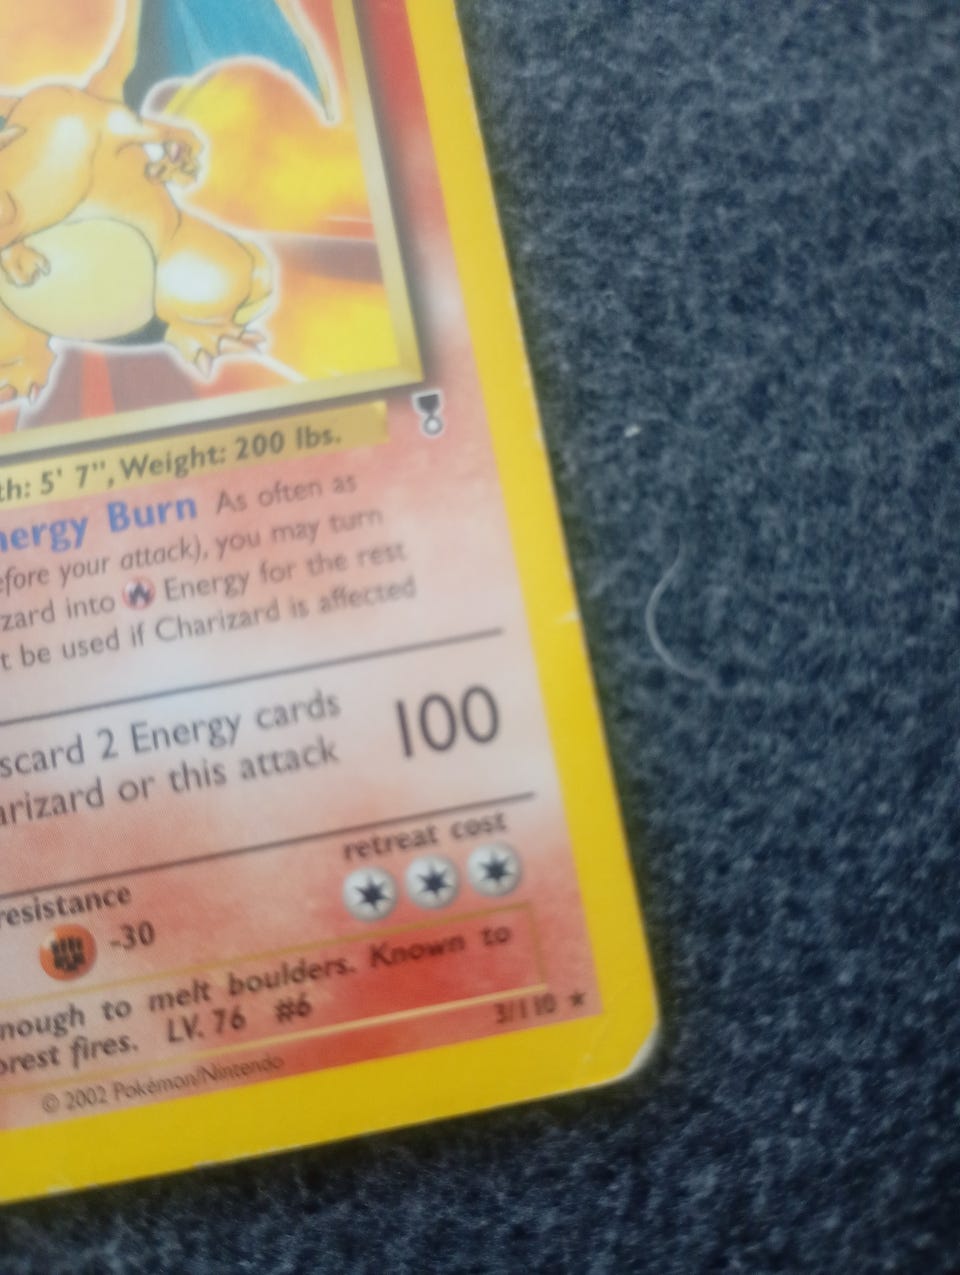 th: 5' 7", Weight: 200 lbs.
nergy Burn As often as
efore your attack), you may turn
zard into Energy for the rest
t be used if Charizard is affected
scard 2 Energy cards
arizard or this attack
100
retreat cost
resistance
-30
nough to melt boulders. Known to
orest fires. LV. 76 #6
3/110 ★
© 2002 Pokémon/Nintendo